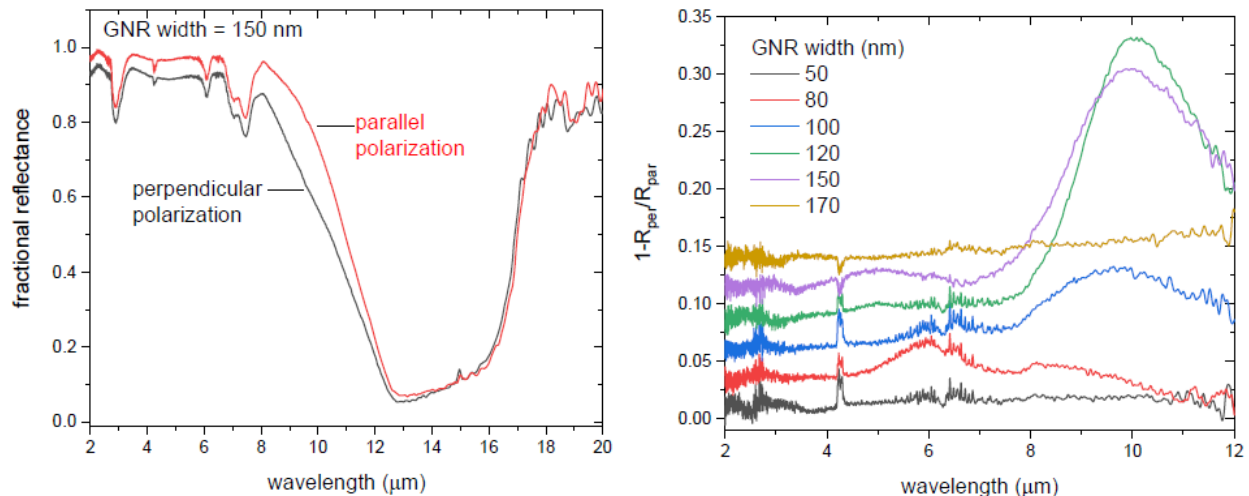 GNR width = 150 nm
1.0
0.8
0.6
0.4
0.2
0.0
fractional reflectance
parallel
polarization
perpendicular
polarization
2 4 6 8 10 12 14 16 18 20
wavelength (μm)
0.35
0.30
0.25
0.20
0.15
0.10
0.05
0.00
1-Rper/Rpar
GNR width (nm)
50
80
100
120
150
170
2 4 6 8 10 12
wavelength (μm)